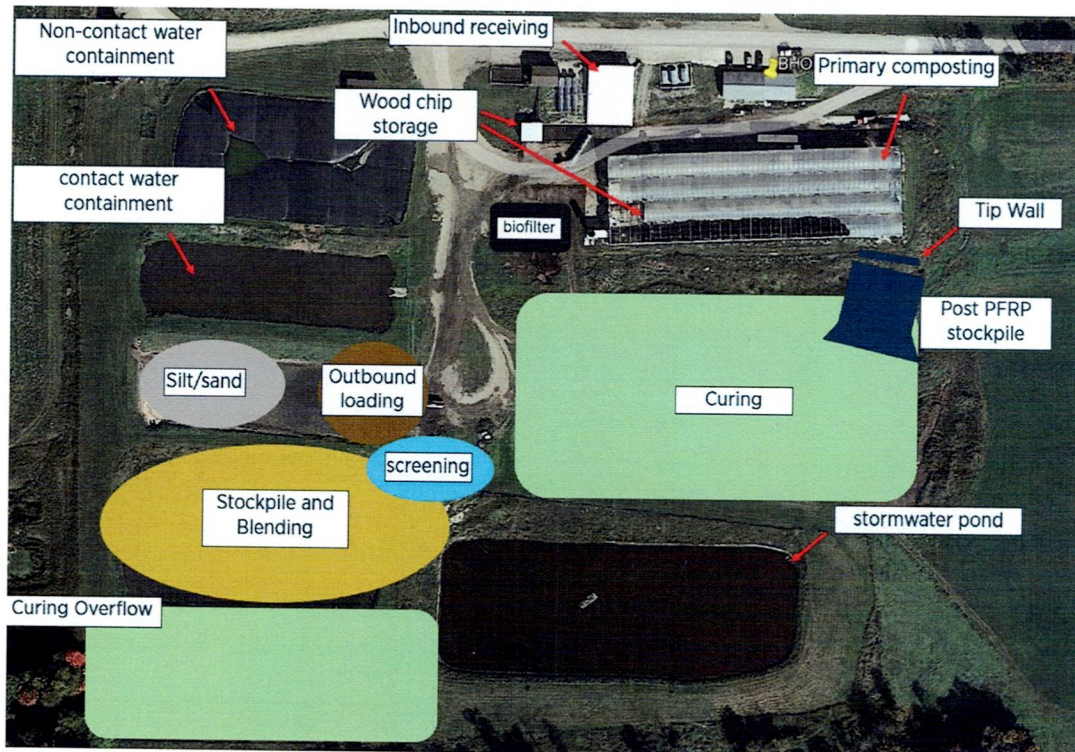 Non-contact water
containment
Inbound receiving
BHO
Primary composting
Wood chip
storage
contact water
containment
biofilter
Tip Wall
Post PFRP
stockpile
Silt/sand
Outbound
loading
Curing
screening
Stockpile and
Blending
stormwater pond
Curing Overflow